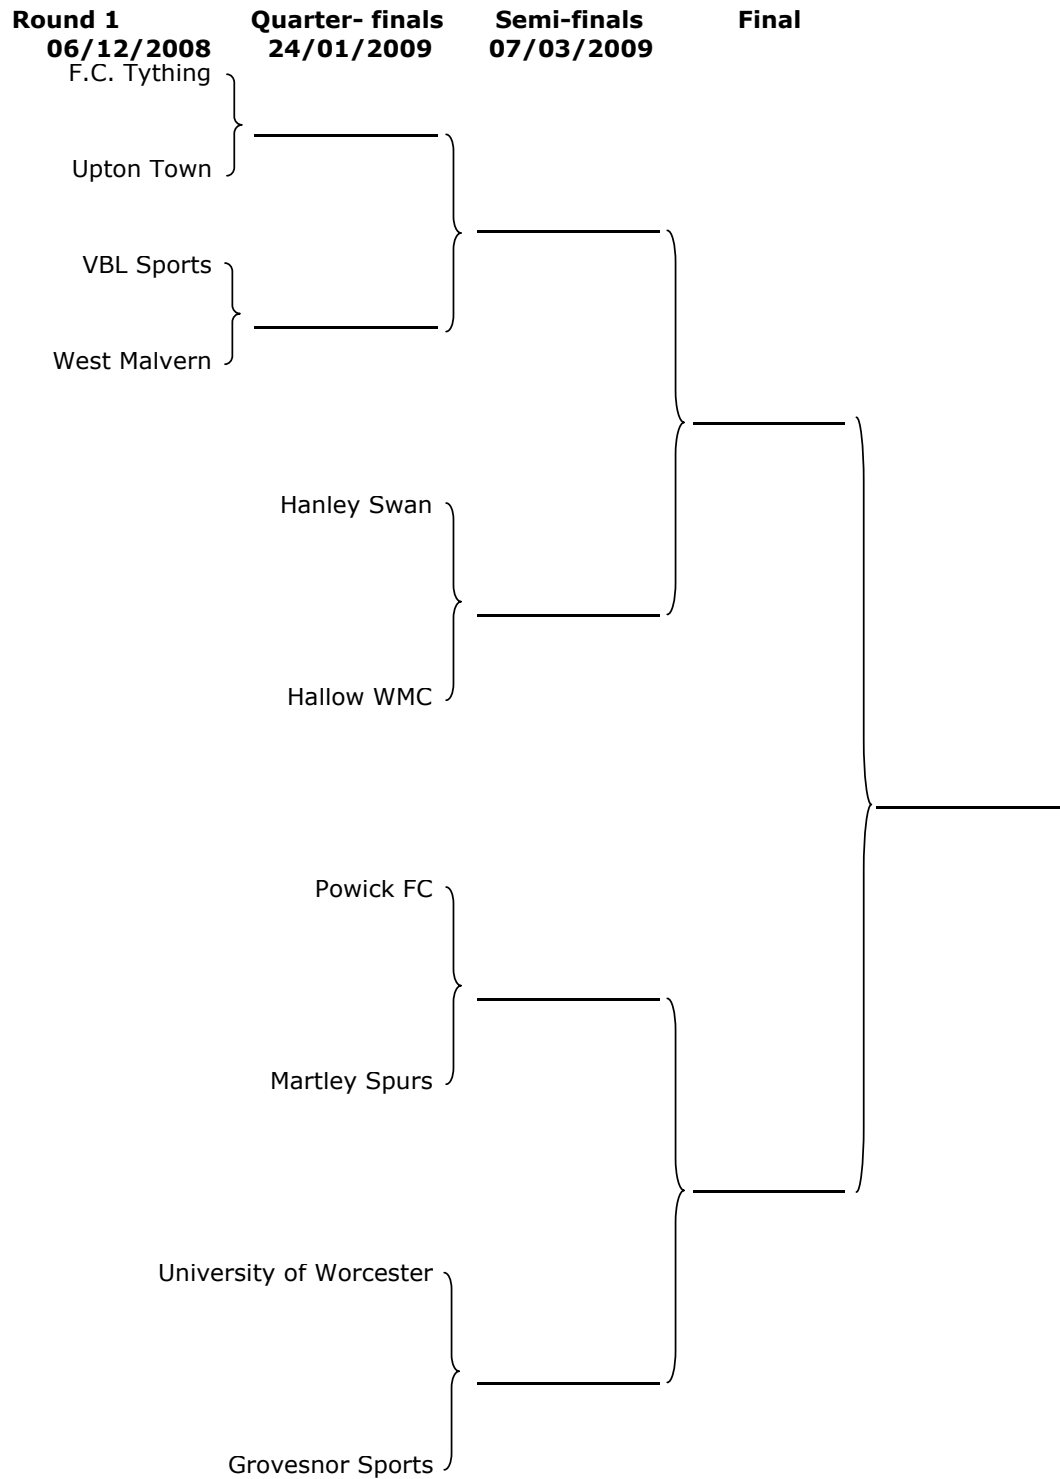 Round 1 Quarter- finals Semi-finals Final
06/12/2008 24/01/2009 07/03/2009
F.C. Tything
Upton Town
VBL Sports
West Malvern
Hanley Swan
Hallow WMC
Powick FC
Martley Spurs
University of Worcester
Grovesnor Sports